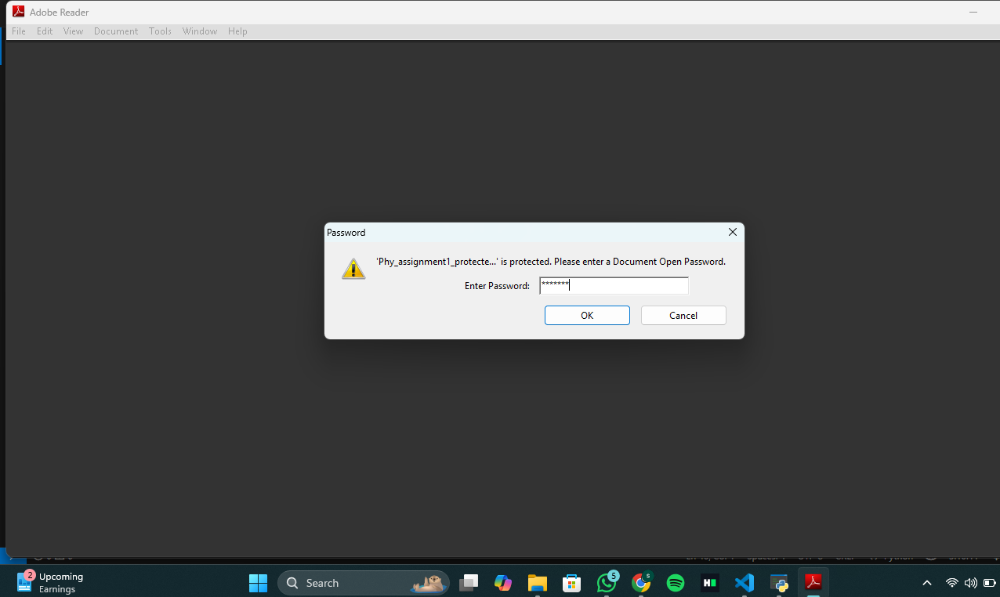 Adobe Reader
File Edit View Document Tools Window Help
Password
'Phy_assignment1_protecte...' is protected. Please enter a Document Open Password.
Enter Password: *******
OK Cancel
2 Upcoming
Earnings
Search
5
S
H